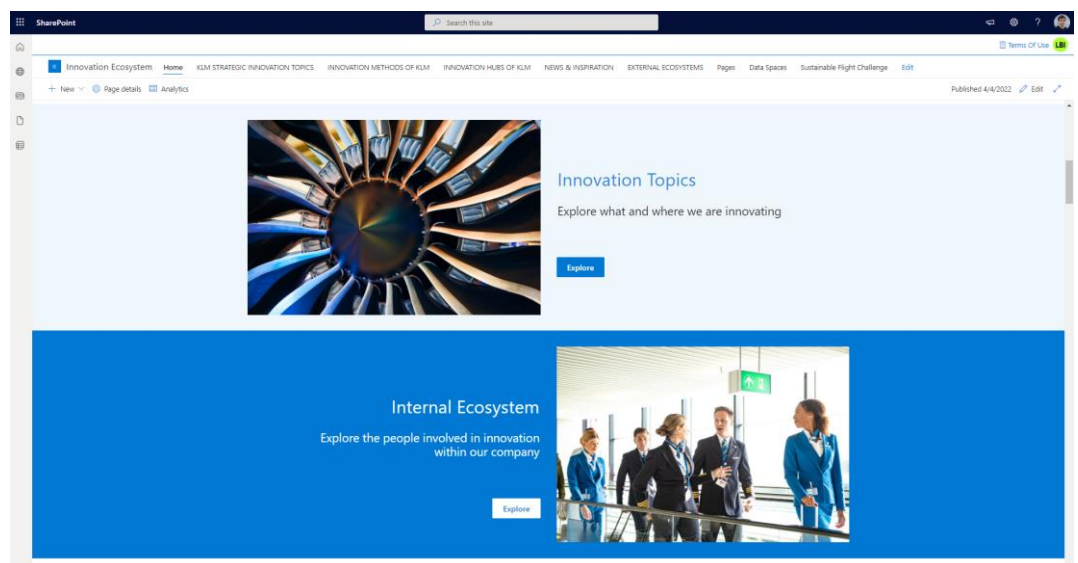 SharePoint
Search this site
?
Terms Of Use LBI
Innovation Ecosystem Home KLM STRATEGIC INNOVATION TOPICS INNOVATION METHODS OF KLM INNOVATION HUBS OF KLM NEWS & INSPIRATION EXTERNAL ECOSYSTEMS Pages Data Spaces Sustainable Flight Challenge Edit
+ New Page details Analytics Published 4/4/2022 Edit
Innovation Topics
Explore what and where we are innovating
Explore
Internal Ecosystem
Explore the people involved in innovation
within our company
Explore